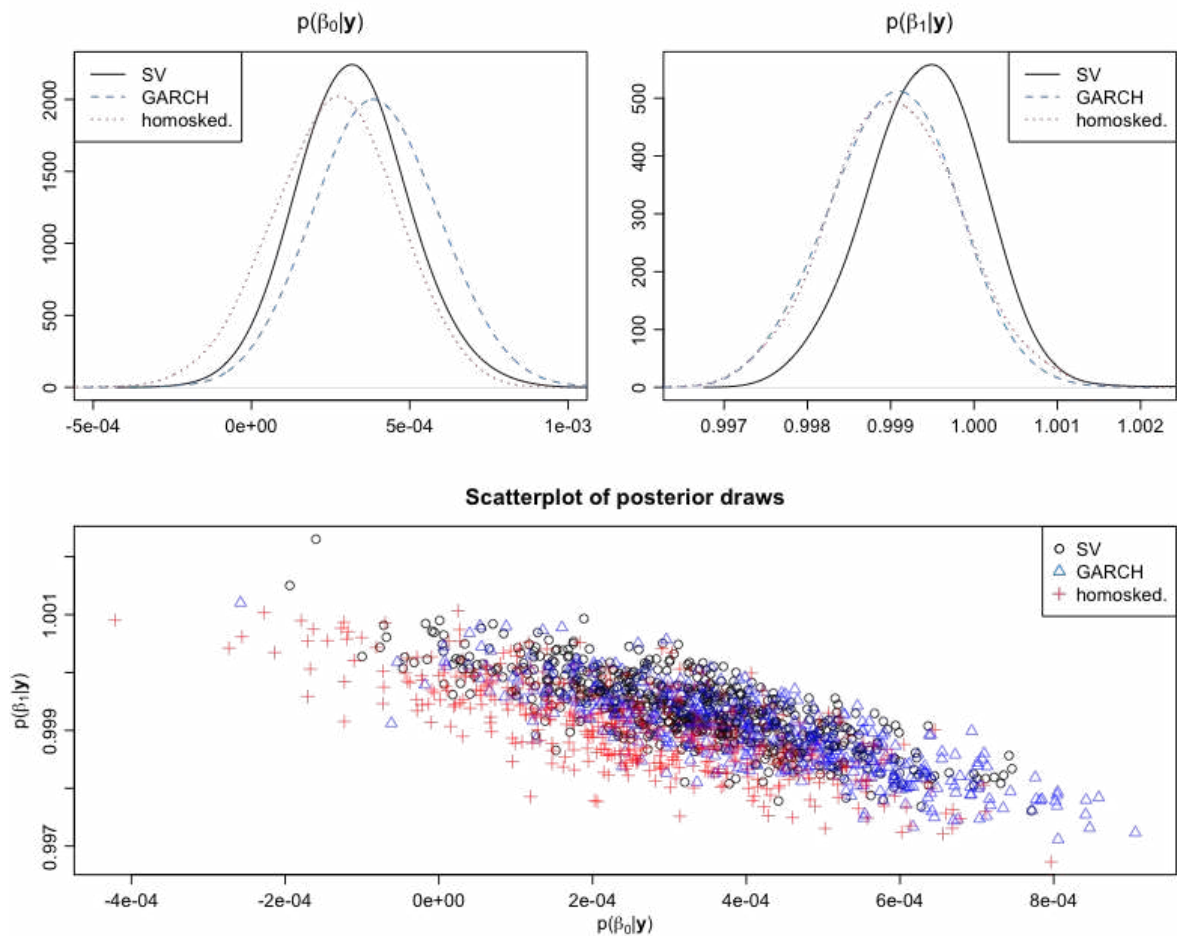 p(β₀|y)
SV
GARCH
homosked.
0
500
1000
1500
2000
-5e-04
0e+00
5e-04
1e-03
p(β₁|y)
SV
GARCH
homosked.
0
100
200
300
400
500
0.997
0.998
0.999
1.000
1.001
1.002
Scatterplot of posterior draws
SV
GARCH
homosked.
p(β₁|y)
0.997
0.999
1.001
-4e-04
-2e-04
0e+00
2e-04
4e-04
6e-04
8e-04
p(β₀|y)